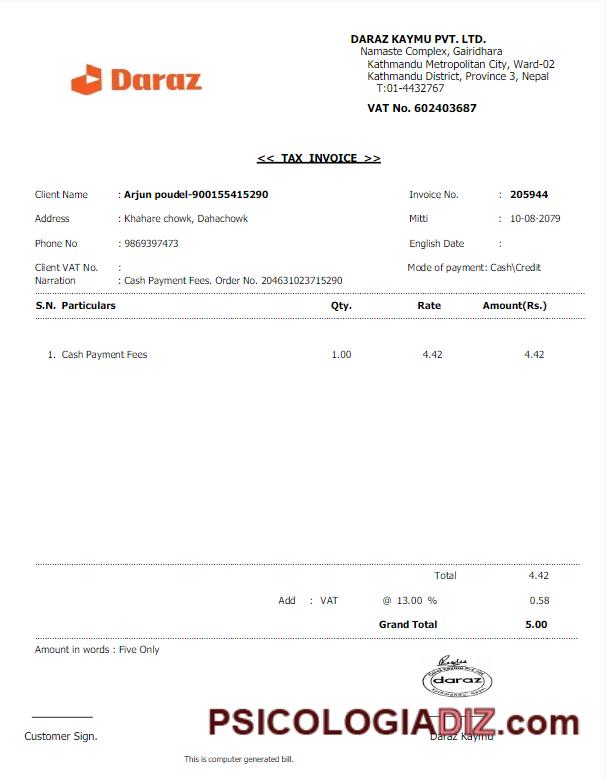 DARAZ KAYMU PVT. LTD.
Namaste Complex, Gairidhara
Kathmandu Metropolitan City, Ward-02
Kathmandu District, Province 3, Nepal
T:01-4432767
VAT No. 602403687
Daraz
<< TAX INVOICE >>
Client Name : Arjun poudel-900155415290 Invoice No. : 205944
Address : Khahare chowk, Dahachowk Mitti : 10-08-2079
Phone No : 9869397473 English Date :
Client VAT No. : Mode of payment: Cash\Credit
Narration : Cash Payment Fees. Order No. 204631023715290
S.N. Particulars Qty. Rate Amount(Rs.)
1. Cash Payment Fees 1.00 4.42 4.42
Total 4.42
Add : VAT @ 13.00 % 0.58
Grand Total 5.00
Amount in words : Five Only
daraz
PSICOLOGIADIZ.com
Customer Sign. Daraz Kaymu
This is computer generated bill.